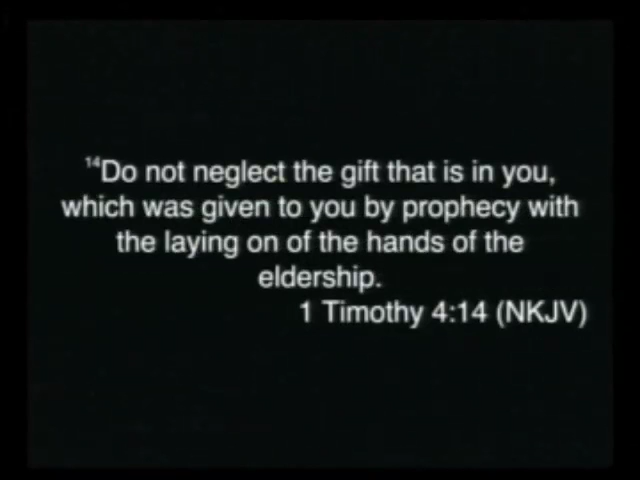 ¹⁴Do not neglect the gift that is in you,
which was given to you by prophecy with
the laying on of the hands of the
eldership.
1 Timothy 4:14 (NKJV)